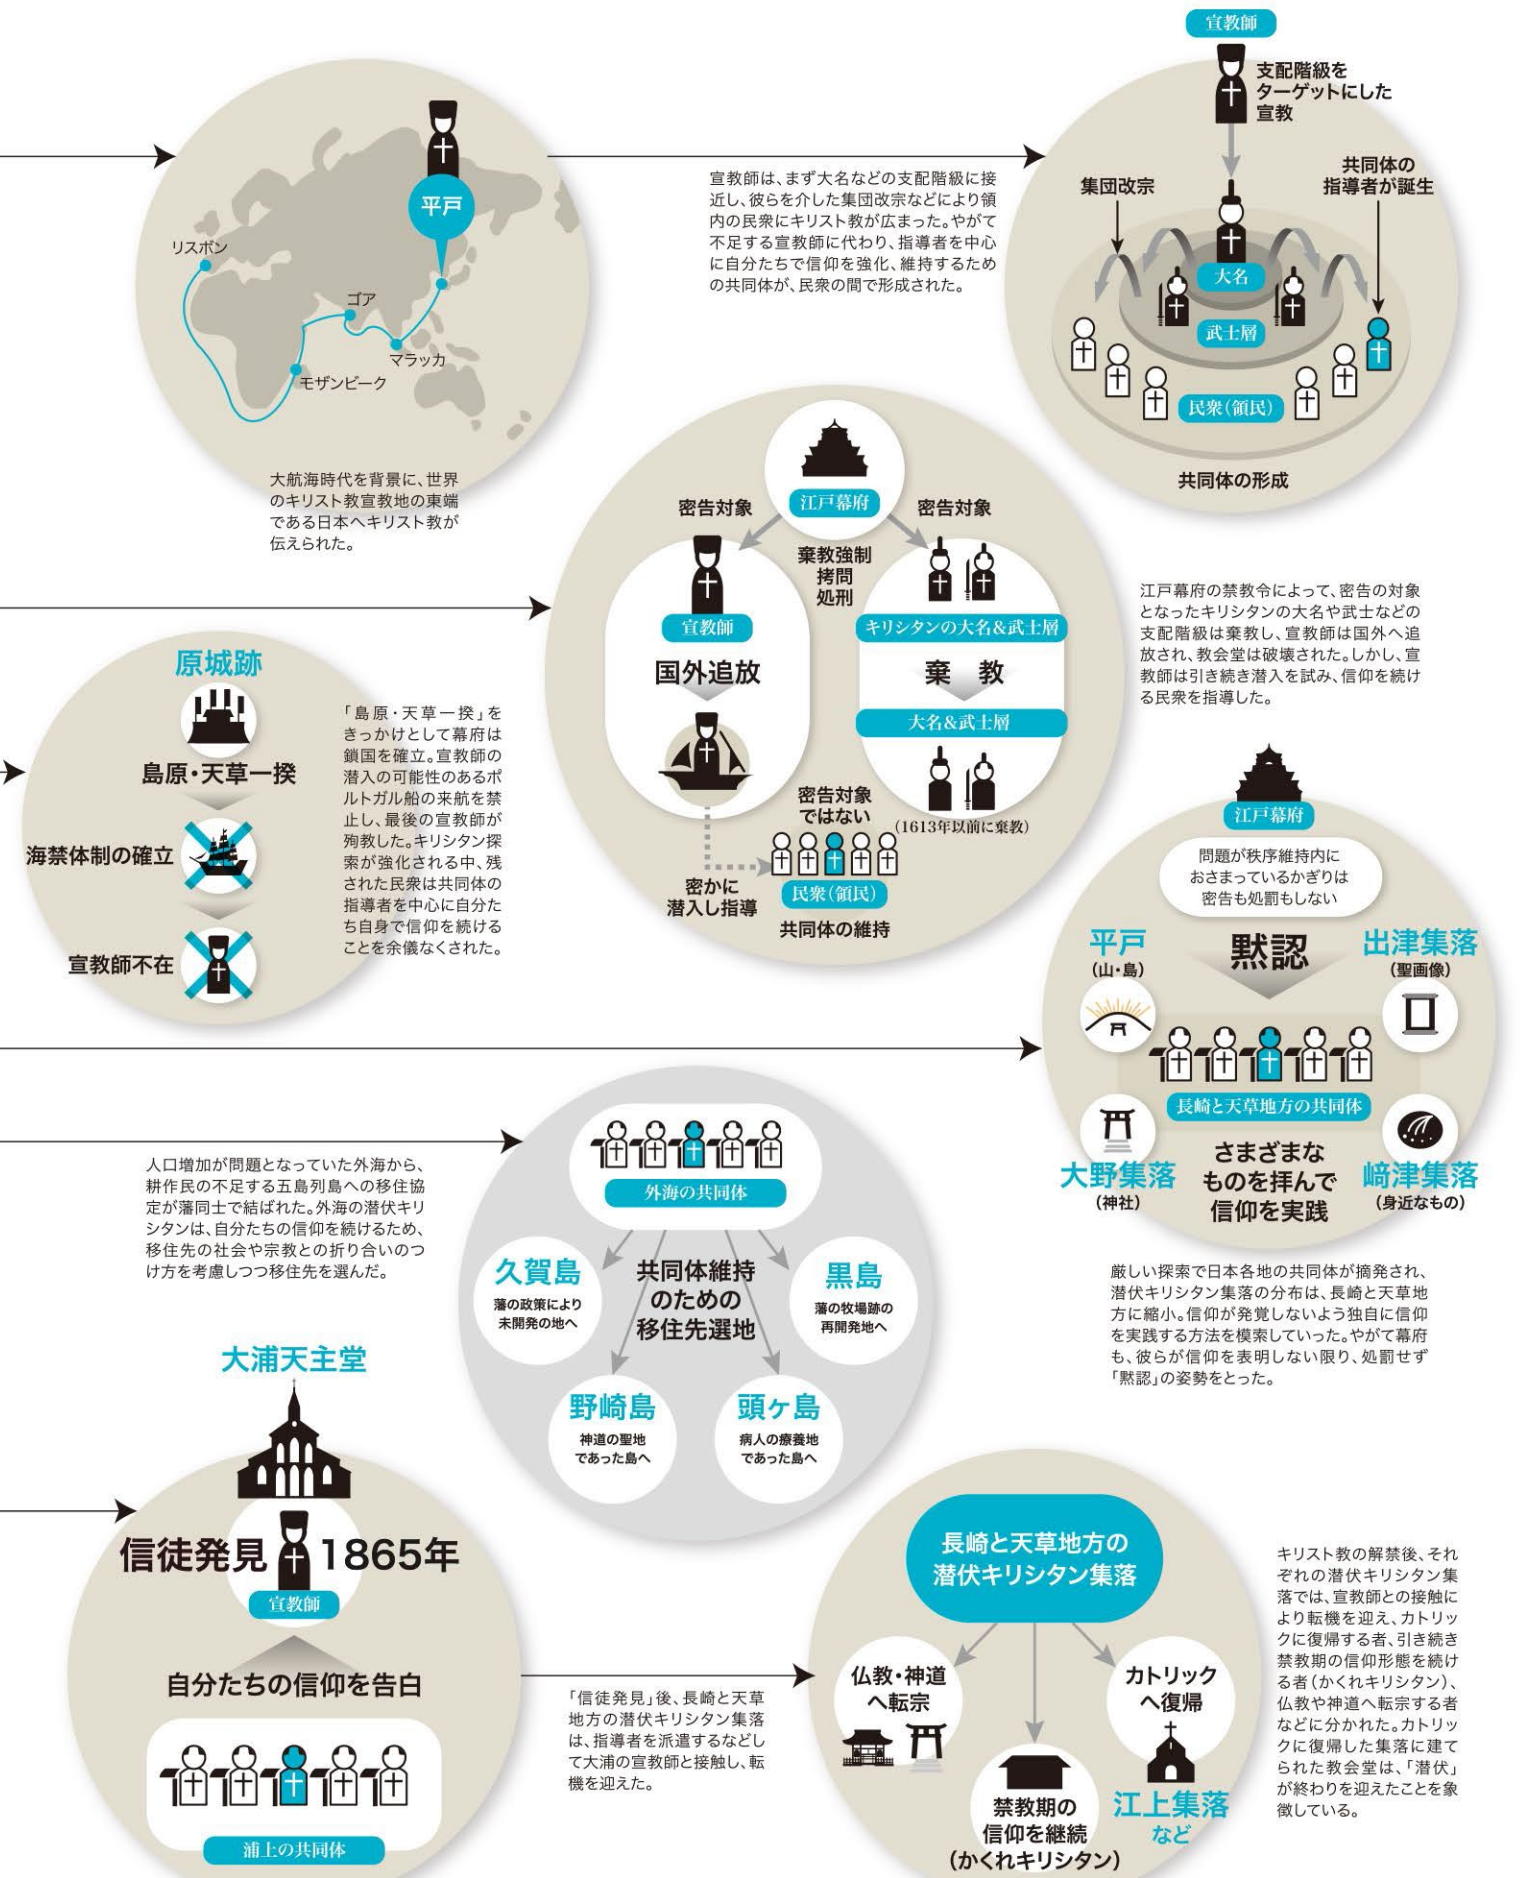 平戸
リスボン
ゴア
マラッカ
モザンビーク
大航海時代を背景に、世界
のキリスト教宣教地の東端
である日本へキリスト教が
伝えられた。
宣教師は、まず大名などの支配階級に接
近し、彼らを介した集団改宗などにより領
内の民衆にキリスト教が広まった。やがて
不足する宣教師に代わり、指導者を中心
に自分たちで信仰を強化、維持するため
の共同体が、民衆の間で形成された。
宣教師
支配階級を
ターゲットにした
宣教
集団改宗
共同体の
指導者が誕生
大名
武士層
民衆(領民)
共同体の形成
江戸幕府
密告対象
密告対象
棄教強制
拷問
処刑
宣教師
国外追放
キリシタンの大名&武士層
棄 教
大名&武士層
(1613年以前に棄教)
密告対象
ではない
民衆(領民)
密かに
潜入し指導
共同体の維持
江戸幕府の禁教令によって、密告の対象
となったキリシタンの大名や武士などの
支配階級は棄教し、宣教師は国外へ追
放され、教会堂は破壊された。しかし、宣
教師は引き続き潜入を試み、信仰を続け
る民衆を指導した。
原城跡
島原・天草一揆
海禁体制の確立
宣教師不在
「島原・天草一揆」を
きっかけとして幕府は
鎖国を確立。宣教師の
潜入の可能性のあるポ
ルトガル船の来航を禁
止し、最後の宣教師が
殉教した。キリシタン探
索が強化される中、残
された民衆は共同体の
指導者を中心に自分た
ち自身で信仰を続ける
ことを余儀なくされた。
江戸幕府
問題が秩序維持内に
おさまっているかぎりは
密告も処罰もしない
黙認
平戸
(山・島)
出津集落
(聖画像)
長崎と天草地方の共同体
大野集落
(神社)
さまざまな
ものを拝んで
信仰を実践
﨑津集落
(身近なもの)
厳しい探索で日本各地の共同体が摘発され、
潜伏キリシタン集落の分布は、長崎と天草地
方に縮小。信仰が発覚しないよう独自に信仰
を実践する方法を模索していった。やがて幕府
も、彼らが信仰を表明しない限り、処罰せず
「黙認」の姿勢をとった。
人口増加が問題となっていた外海から、
耕作民の不足する五島列島への移住協
定が藩同士で結ばれた。外海の潜伏キリ
シタンは、自分たちの信仰を続けるため、
移住先の社会や宗教との折り合いのつ
け方を考慮しつつ移住先を選んだ。
外海の共同体
久賀島
藩の政策により
未開発の地へ
共同体維持
のための
移住先選地
黒島
藩の牧場跡の
再開発地へ
野崎島
神道の聖地
であった島へ
頭ヶ島
病人の療養地
であった島へ
大浦天主堂
信徒発見 1865年
宣教師
自分たちの信仰を告白
浦上の共同体
「信徒発見」後、長崎と天草
地方の潜伏キリシタン集落
は、指導者を派遣するなどし
て大浦の宣教師と接触し、転
機を迎えた。
長崎と天草地方の
潜伏キリシタン集落
仏教・神道
へ転宗
カトリック
へ復帰
禁教期の
信仰を継続
(かくれキリシタン)
江上集落
など
キリスト教の解禁後、それ
ぞれの潜伏キリシタン集
落では、宣教師との接触に
より転機を迎え、カトリッ
クに復帰する者、引き続き
禁教期の信仰形態を続け
る者(かくれキリシタン)、
仏教や神道へ転宗する者
などに分かれた。カトリッ
クに復帰した集落に建て
られた教会堂は、「潜伏」
が終わりを迎えたことを象
徴している。